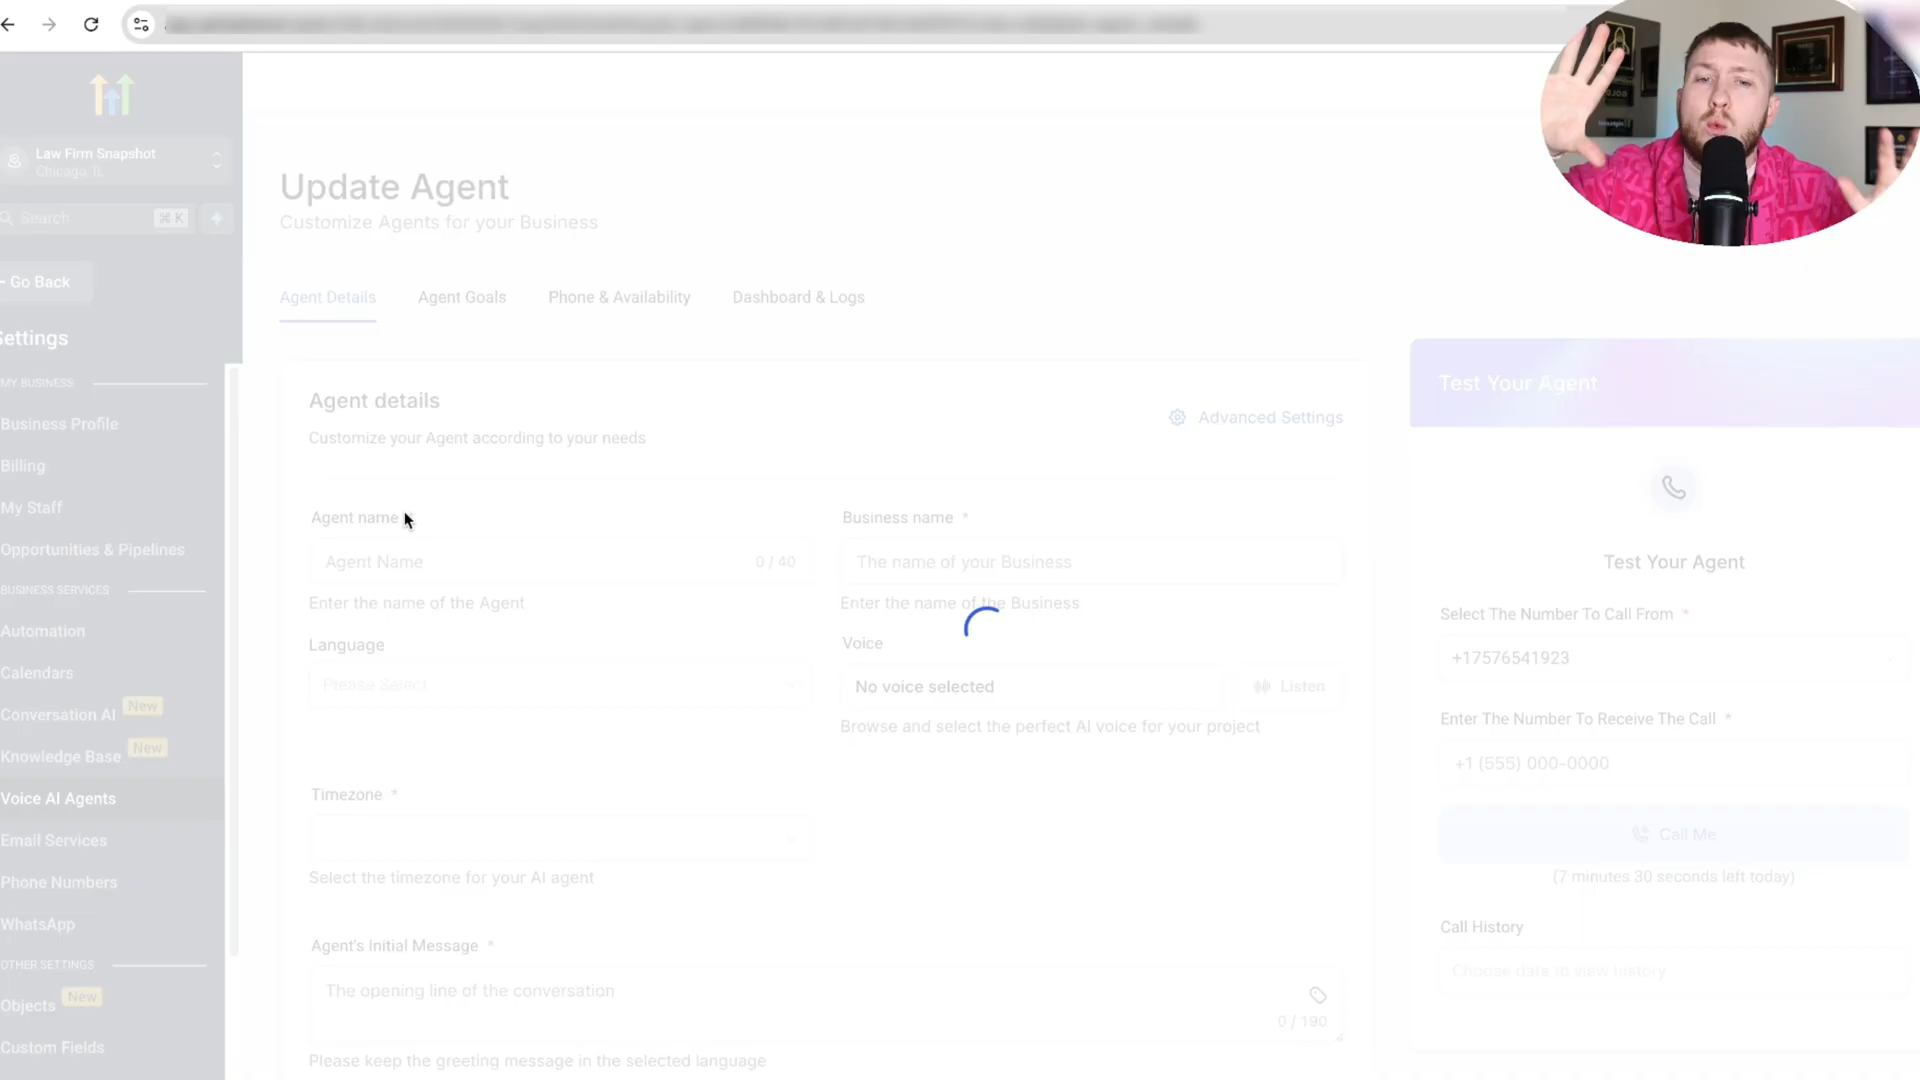 Law Firm Snapshot
Chicago, IL
Search
⌘ K
Go Back
Settings
MY BUSINESS
Business Profile
Billing
My Staff
Opportunities & Pipelines
BUSINESS SERVICES
Automation
Calendars
Conversation AI New
Knowledge Base New
Voice AI Agents
Email Services
Phone Numbers
WhatsApp
OTHER SETTINGS
Objects New
Custom Fields
Update Agent
Customize Agents for your Business
Agent Details Agent Goals Phone & Availability Dashboard & Logs
Agent details
Customize your Agent according to your needs
Advanced Settings
Agent name
Agent Name 0 / 40
Enter the name of the Agent
Business name *
The name of your Business
Enter the name of the Business
Language
Please Select
Voice
No voice selected
Listen
Browse and select the perfect AI voice for your project
Timezone *
Select the timezone for your AI agent
Agent's Initial Message *
The opening line of the conversation
0 / 190
Please keep the greeting message in the selected language
Test Your Agent
Test Your Agent
Select The Number To Call From *
+17576541923
Enter The Number To Receive The Call *
+1 (555) 000-0000
Call Me
(7 minutes 30 seconds left today)
Call History
Choose date to view history